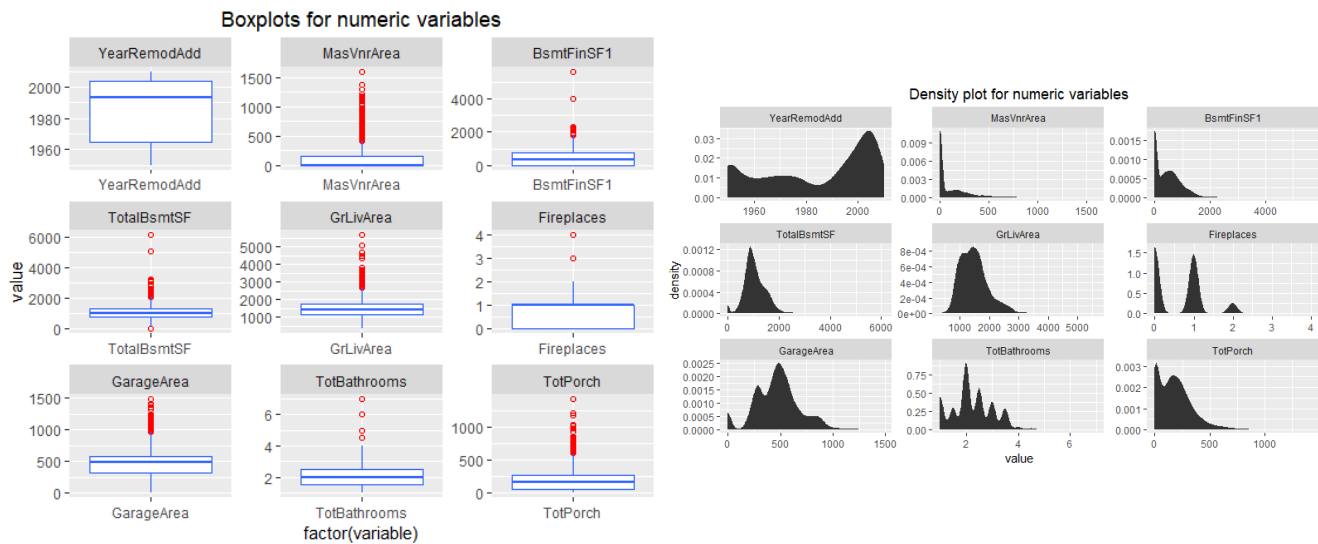 Boxplots for numeric variables
YearRemodAdd MasVnrArea BsmtFinSF1
2000
1980
1960
1500
1000
500
0
4000
2000
0
YearRemodAdd MasVnrArea BsmtFinSF1
TotalBsmtSF GrLivArea Fireplaces
6000
4000
2000
0
5000
4000
3000
2000
1000
4
3
2
1
0
TotalBsmtSF GrLivArea Fireplaces
GarageArea TotBathrooms TotPorch
1500
1000
500
0
6
4
2
1000
500
0
GarageArea TotBathrooms TotPorch
value
factor(variable)
Density plot for numeric variables
YearRemodAdd MasVnrArea BsmtFinSF1
0.03
0.02
0.01
0.00
0.009
0.006
0.003
0.000
0.0015
0.0010
0.0005
0.0000
1960 1980 2000
0 500 1000 1500
0 2000 4000
TotalBsmtSF GrLivArea Fireplaces
0.0012
0.0008
0.0004
0.0000
8e-04
6e-04
4e-04
2e-04
0e+00
1.5
1.0
0.5
0.0
0 2000 4000 6000
1000 2000 3000 4000 5000
0 1 2 3 4
GarageArea TotBathrooms TotPorch
0.0025
0.0020
0.0015
0.0010
0.0005
0.0000
0.75
0.50
0.25
0.00
0.003
0.002
0.001
0.000
0 500 1000 1500
2 4 6
0 500 1000
density
value